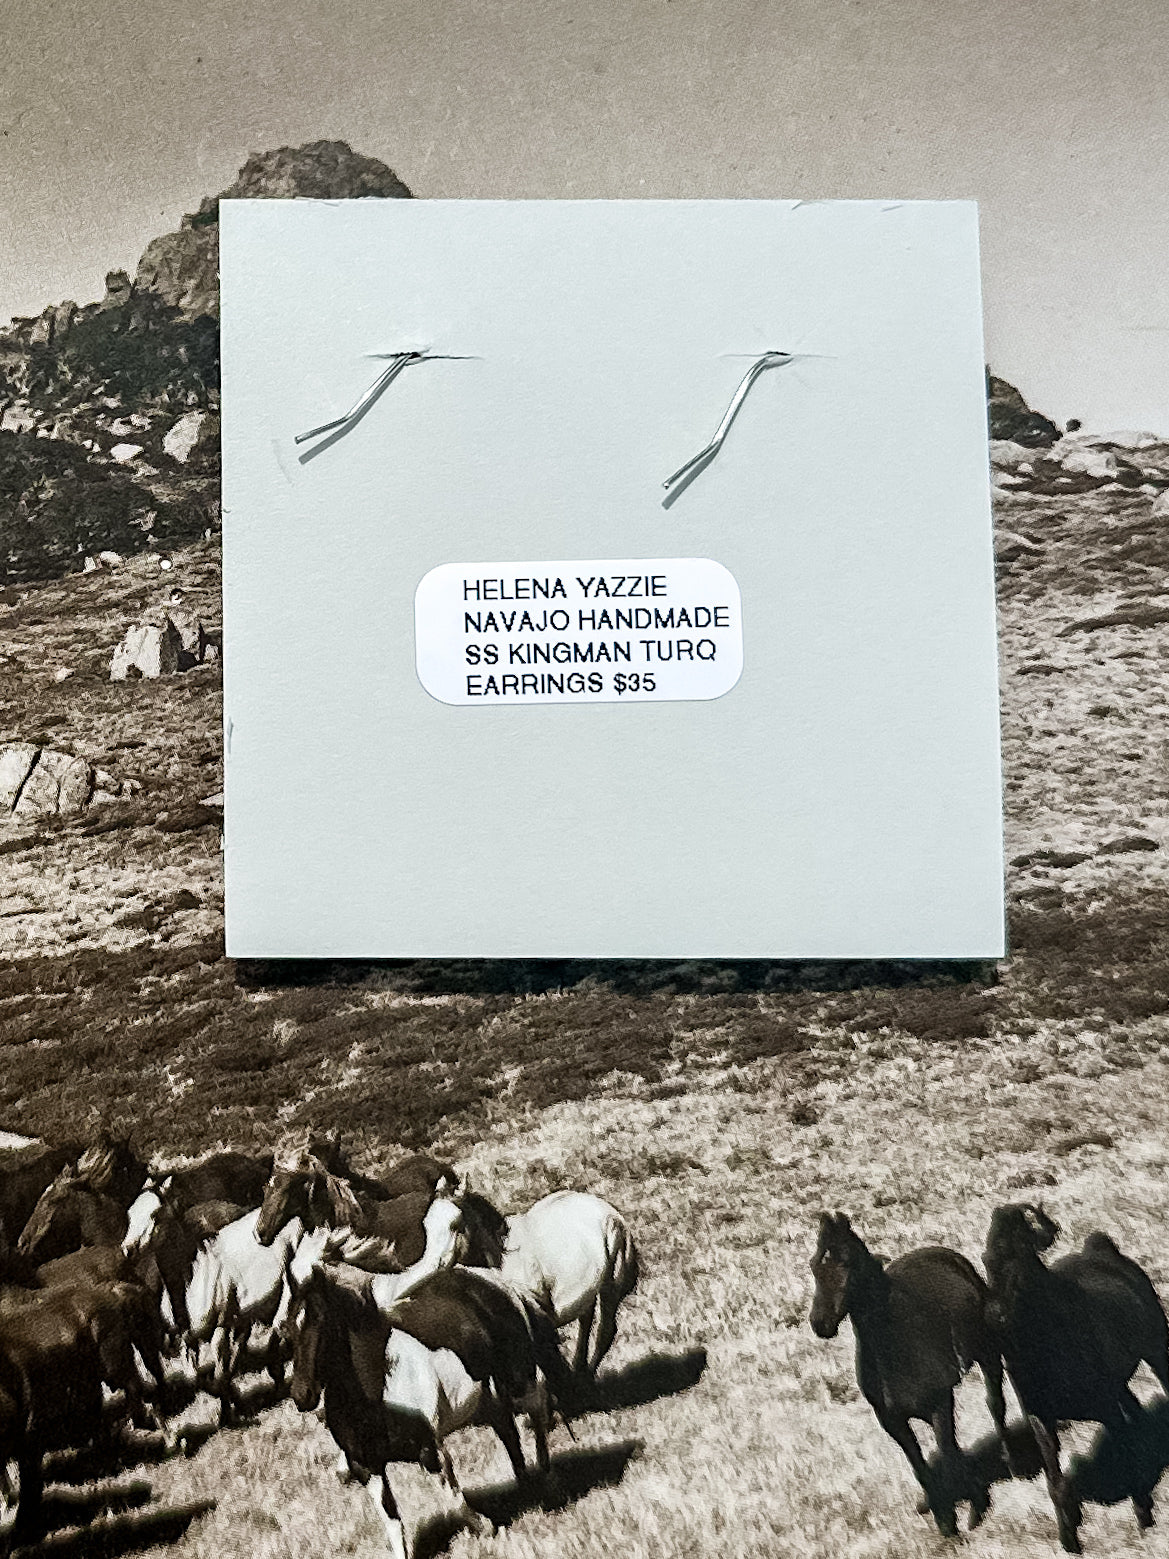 HELENA YAZZIE
NAVAJO HANDMADE
SS KINGMAN TURQ
EARRINGS $35